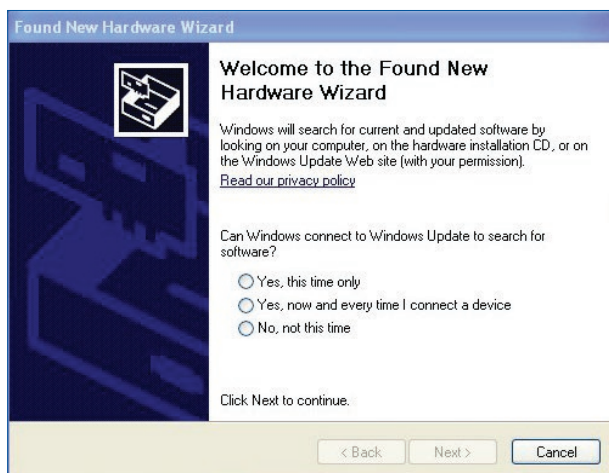 Found New Hardware Wizard
Welcome to the Found New
Hardware Wizard
Windows will search for current and updated software by
looking on your computer, on the hardware installation CD, or on
the Windows Update Web site (with your permission).
Read our privacy policy
Can Windows connect to Windows Update to search for
software?
Yes, this time only
Yes, now and every time I connect a device
No, not this time
Click Next to continue.
< Back Next > Cancel